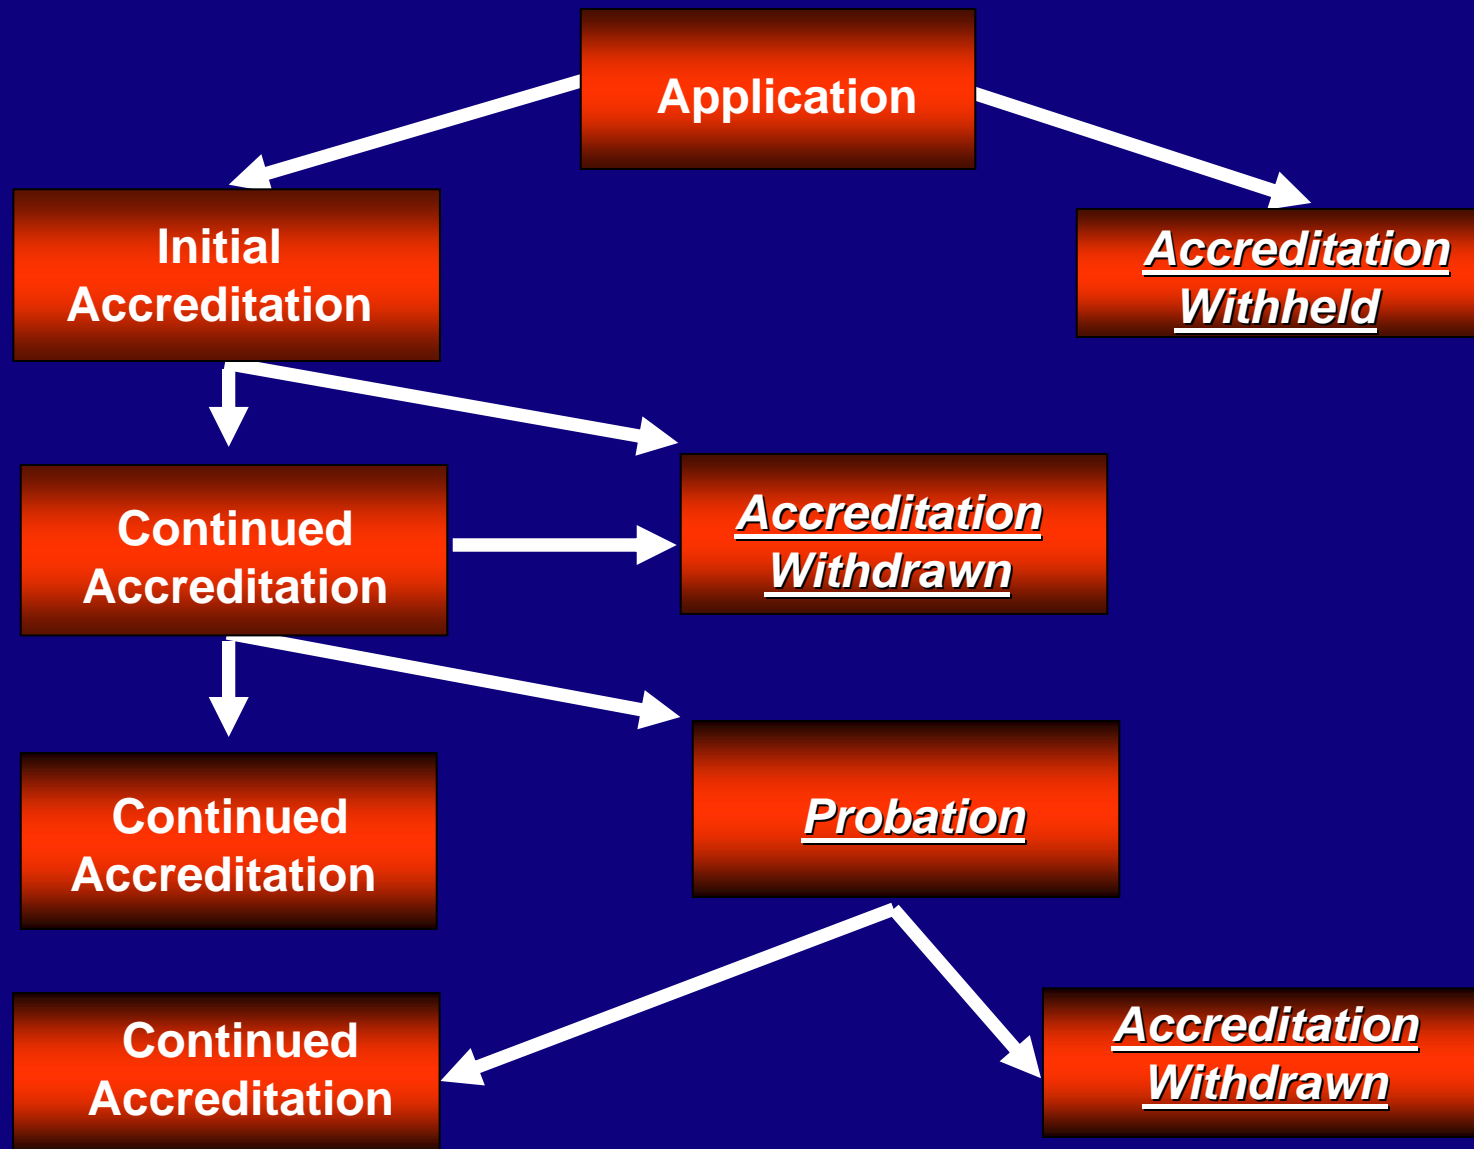 Application
Initial
Accreditation
Accreditation
Withheld
Continued
Accreditation
Accreditation
Withdrawn
Continued
Accreditation
Probation
Continued
Accreditation
Accreditation
Withdrawn